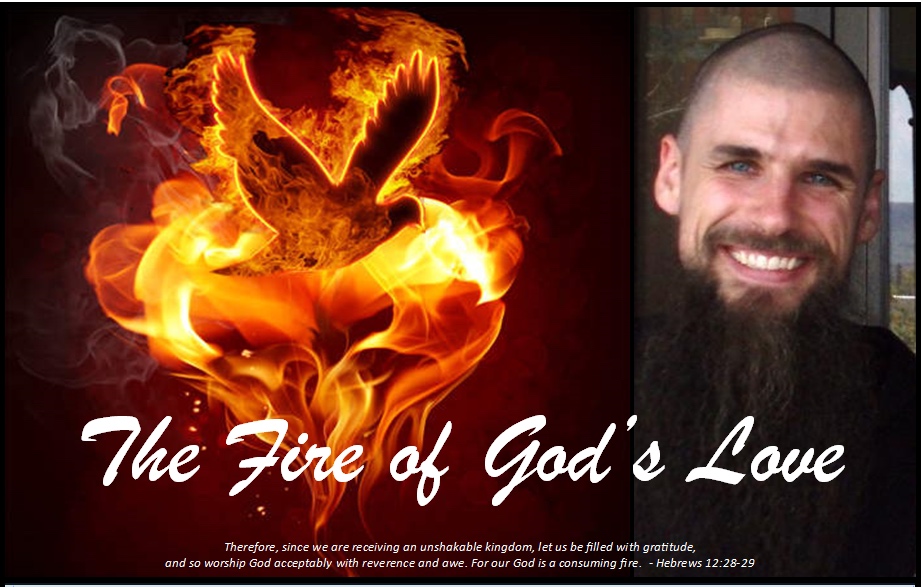 The Fire of God's Love
Therefore, since we are receiving an unshakable kingdom, let us be filled with gratitude,
and so worship God acceptably with reverence and awe. For our God is a consuming fire. - Hebrews 12:28-29